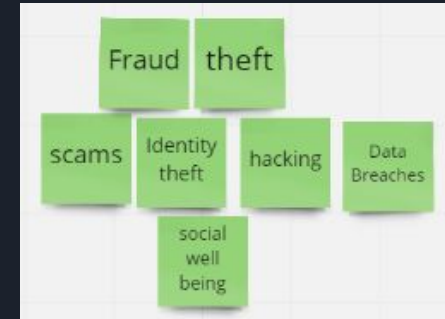 Fraud
theft
scams
Identity
theft
hacking
Data
Breaches
social
well
being